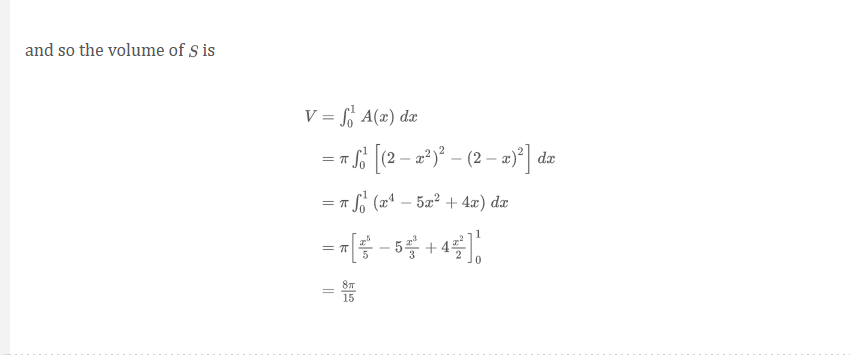 and so the volume of S is
V = ∫₀¹ A(x) dx
= π ∫₀¹ [(2 − x²)² − (2 − x)²] dx
= π ∫₀¹ (x⁴ − 5x² + 4x) dx
= π[x⁵/5 − 5 x³/3 + 4 x²/2]₀¹
= 8π/15